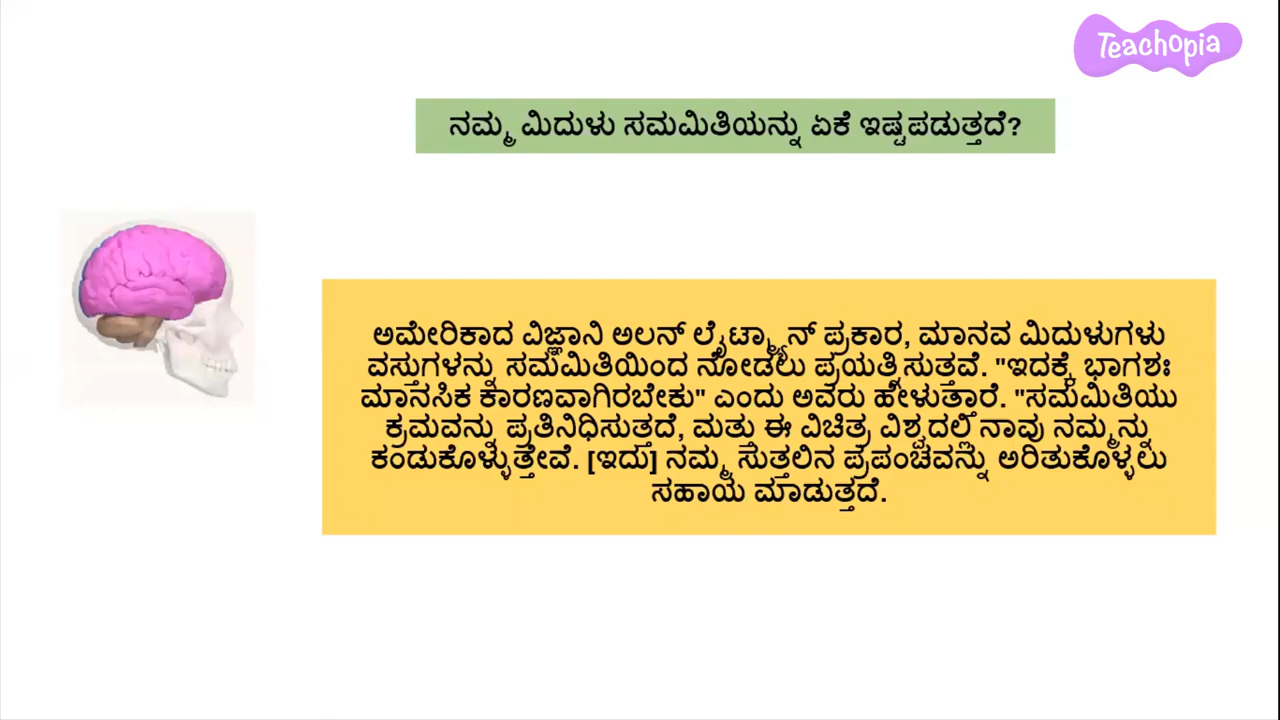 Teachopia
ನಮ್ಮ ಮಿದುಳು ಸಮಮಿತಿಯನ್ನು ಏಕೆ ಇಷ್ಟಪಡುತ್ತದೆ?
ಅಮೇರಿಕಾದ ವಿಜ್ಞಾನಿ ಅಲನ್ ಲೈಟ್ಮ್ಯಾನ್ ಪ್ರಕಾರ, ಮಾನವ ಮಿದುಳುಗಳು
ವಸ್ತುಗಳನ್ನು ಸಮಮಿತಿಯಿಂದ ನೋಡಲು ಪ್ರಯತ್ನಿಸುತ್ತವೆ. "ಇದಕ್ಕೆ ಭಾಗಶಃ
ಮಾನಸಿಕ ಕಾರಣವಾಗಿರಬೇಕು" ಎಂದು ಅವರು ಹೇಳುತ್ತಾರೆ. "ಸಮಮಿತಿಯು
ಕ್ರಮವನ್ನು ಪ್ರತಿನಿಧಿಸುತ್ತದೆ, ಮತ್ತು ಈ ವಿಚಿತ್ರ ವಿಶ್ವದಲ್ಲಿ ನಾವು ನಮ್ಮನ್ನು
ಕಂಡುಕೊಳ್ಳುತ್ತೇವೆ. [ಇದು] ನಮ್ಮ ಸುತ್ತಲಿನ ಪ್ರಪಂಚವನ್ನು ಅರಿತುಕೊಳ್ಳಲು
ಸಹಾಯ ಮಾಡುತ್ತದೆ.